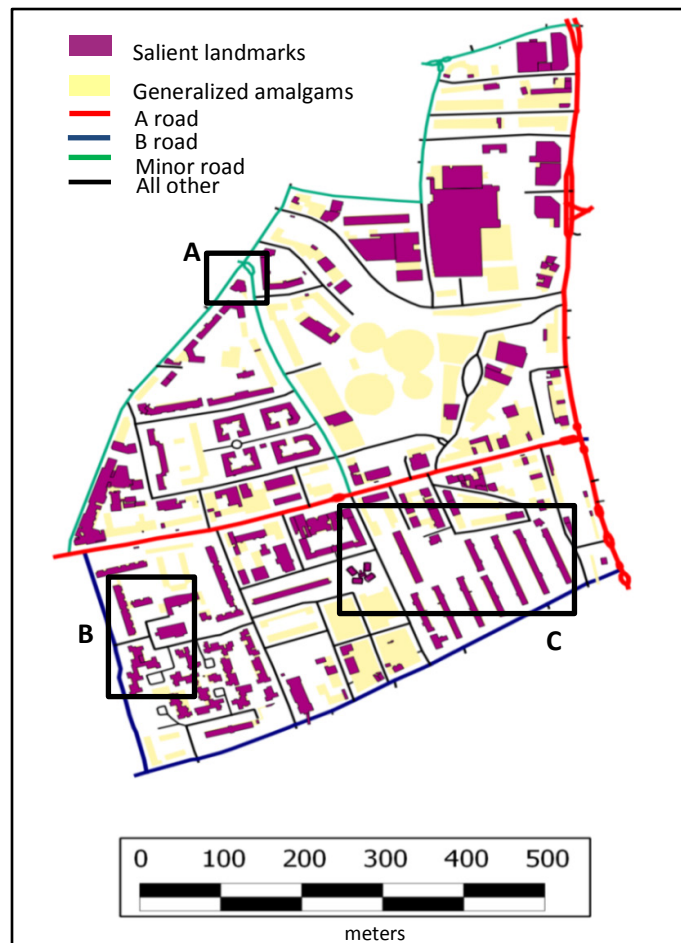 Salient landmarks
Generalized amalgams
A road
B road
Minor road
All other
A
B
C
0 100 200 300 400 500
meters